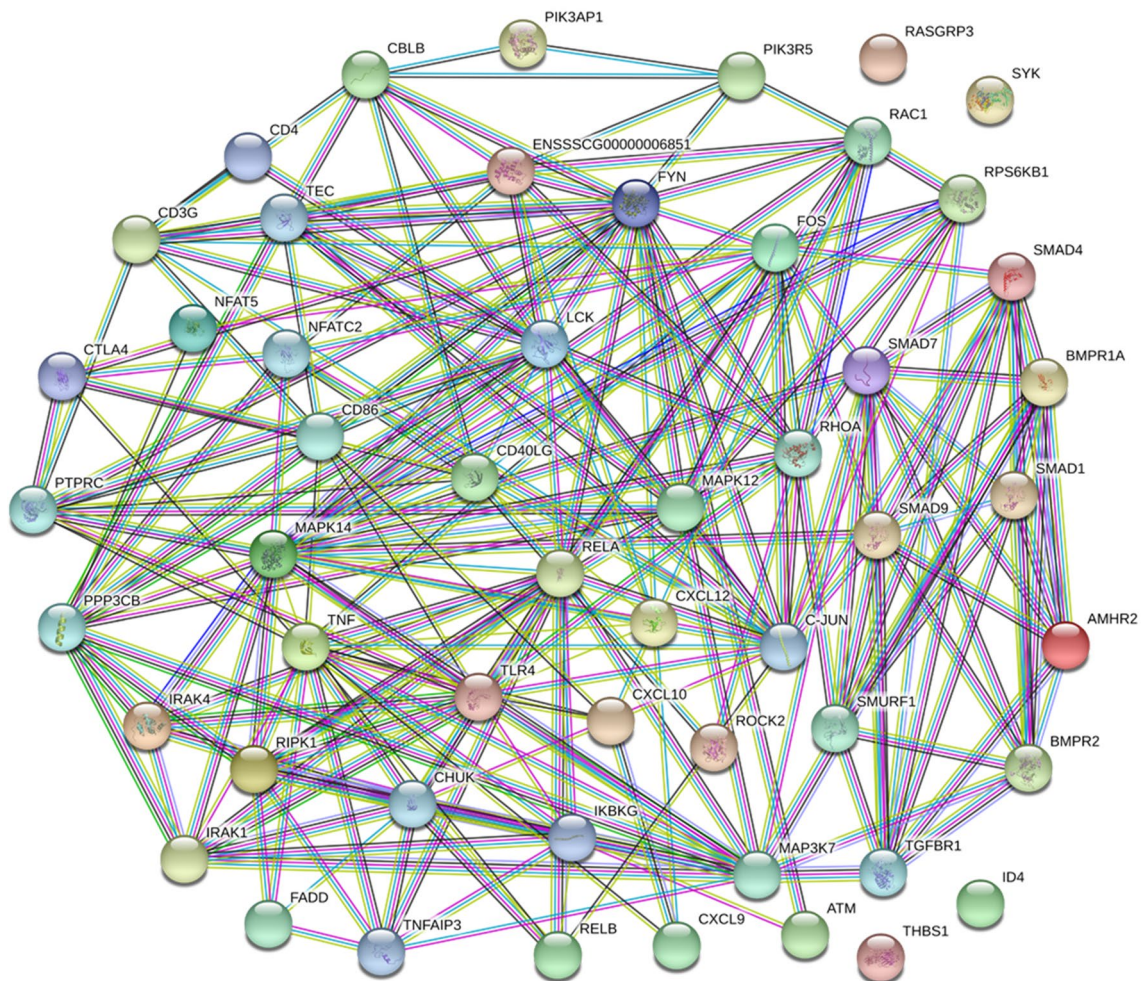 PIK3AP1
RASGRP3
CBLB
PIK3R5
SYK
RAC1
CD4
ENSSSCG00000006851
RPS6KB1
TEC
FYN
CD3G
FOS
SMAD4
NFAT5
NFATC2
LCK
CTLA4
SMAD7
BMPR1A
CD86
RHOA
CD40LG
SMAD1
PTPRC
MAPK12
SMAD9
MAPK14
RELA
CXCL12
PPP3CB
TNF
C-JUN
AMHR2
TLR4
IRAK4
CXCL10
SMURF1
ROCK2
RIPK1
BMPR2
CHUK
IKBKG
IRAK1
MAP3K7
TGFBR1
ID4
FADD
TNFAIP3
RELB
CXCL9
ATM
THBS1